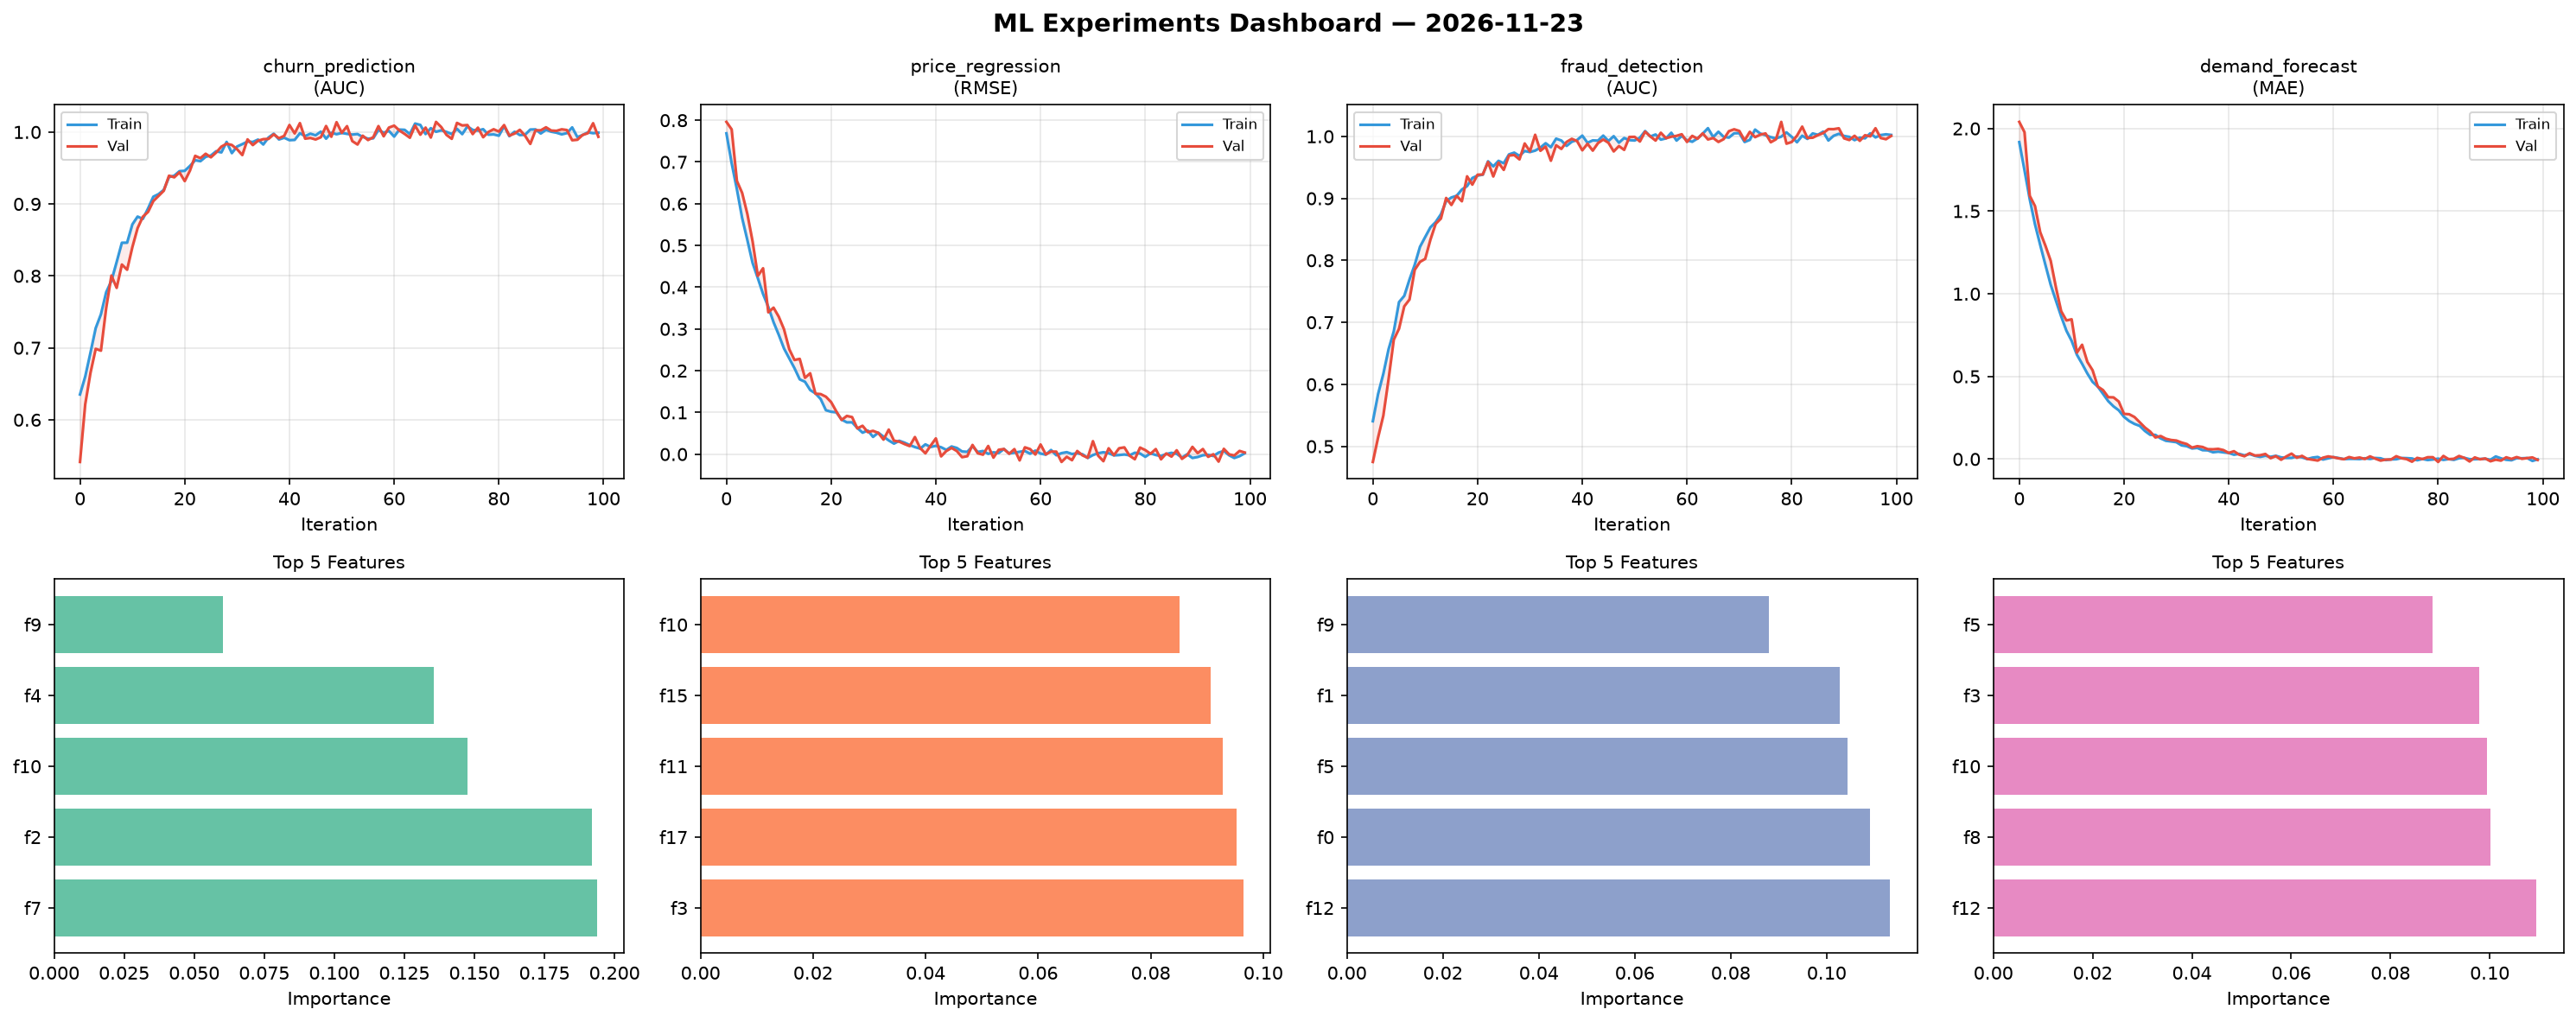 ML Experiments Dashboard — 2026-11-23
churn_prediction
(AUC)
Train
Val
1.0
0.9
0.8
0.7
0.6
0 20 40 60 80 100
Iteration
price_regression
(RMSE)
Train
Val
0.8
0.7
0.6
0.5
0.4
0.3
0.2
0.1
0.0
0 20 40 60 80 100
Iteration
fraud_detection
(AUC)
Train
Val
1.0
0.9
0.8
0.7
0.6
0.5
0 20 40 60 80 100
Iteration
demand_forecast
(MAE)
Train
Val
2.0
1.5
1.0
0.5
0.0
0 20 40 60 80 100
Iteration
Top 5 Features
f9
f4
f10
f2
f7
0.000 0.025 0.050 0.075 0.100 0.125 0.150 0.175 0.200
Importance
Top 5 Features
f10
f15
f11
f17
f3
0.00 0.02 0.04 0.06 0.08 0.10
Importance
Top 5 Features
f9
f1
f5
f0
f12
0.00 0.02 0.04 0.06 0.08 0.10
Importance
Top 5 Features
f5
f3
f10
f8
f12
0.00 0.02 0.04 0.06 0.08 0.10
Importance